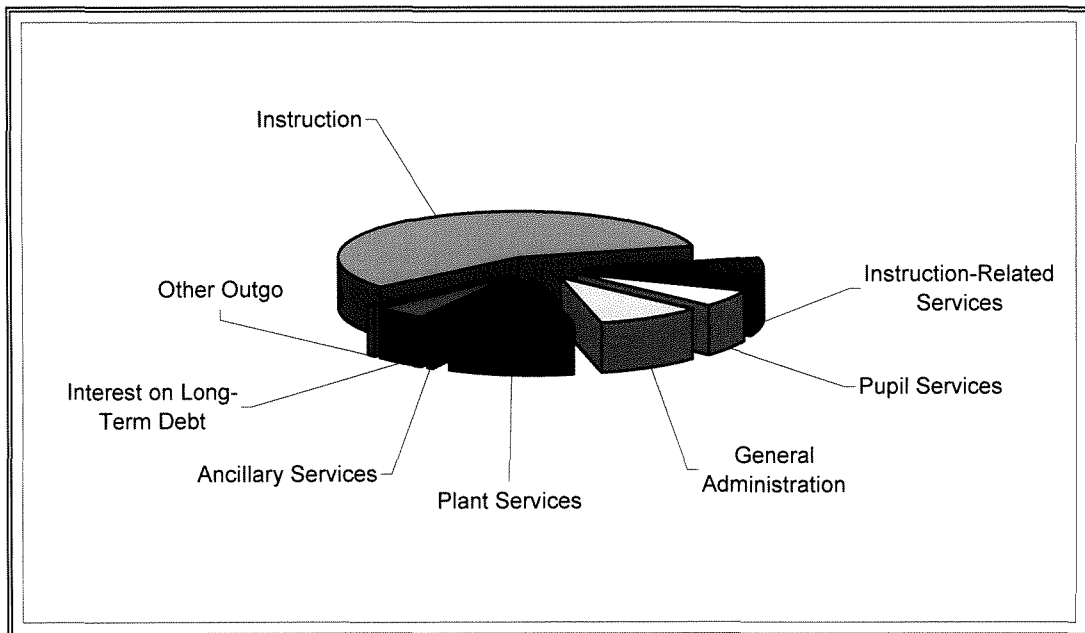 Instruction
Instruction-Related
Services
Other Outgo
Pupil Services
Interest on Long-
Term Debt
General
Administration
Ancillary Services
Plant Services